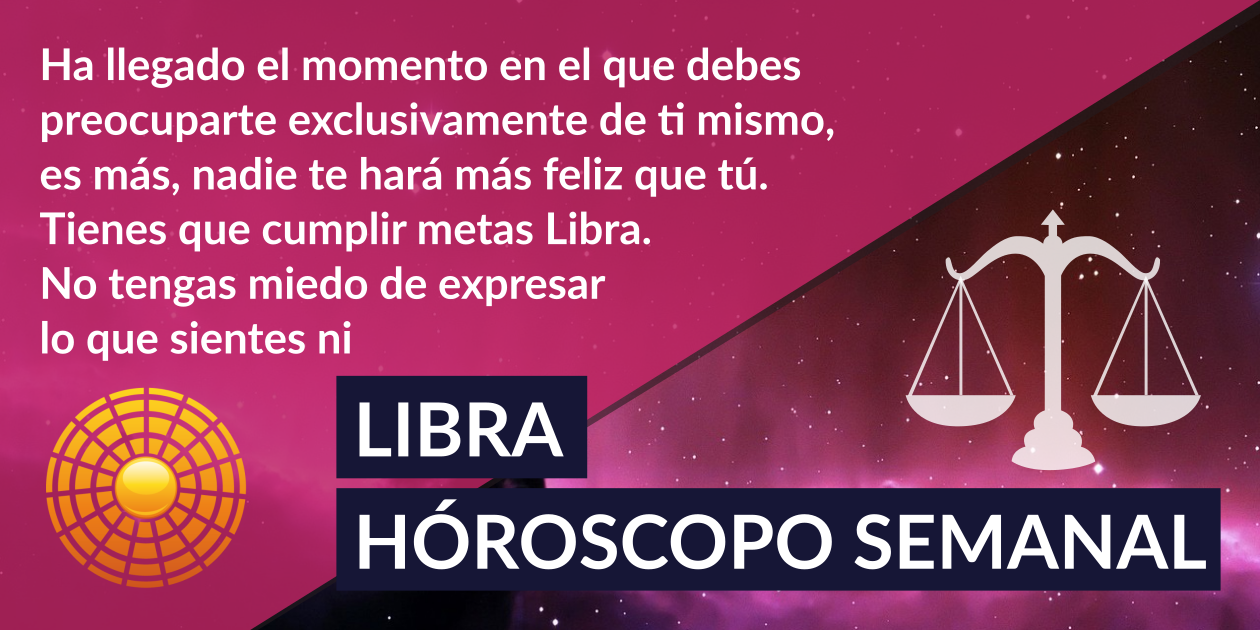 Ha llegado el momento en el que debes
preocuparte exclusivamente de ti mismo,
es más, nadie te hará más feliz que tú.
Tienes que cumplir metas Libra.
No tengas miedo de expresar
lo que sientes ni
LIBRA
HÓROSCOPO SEMANAL